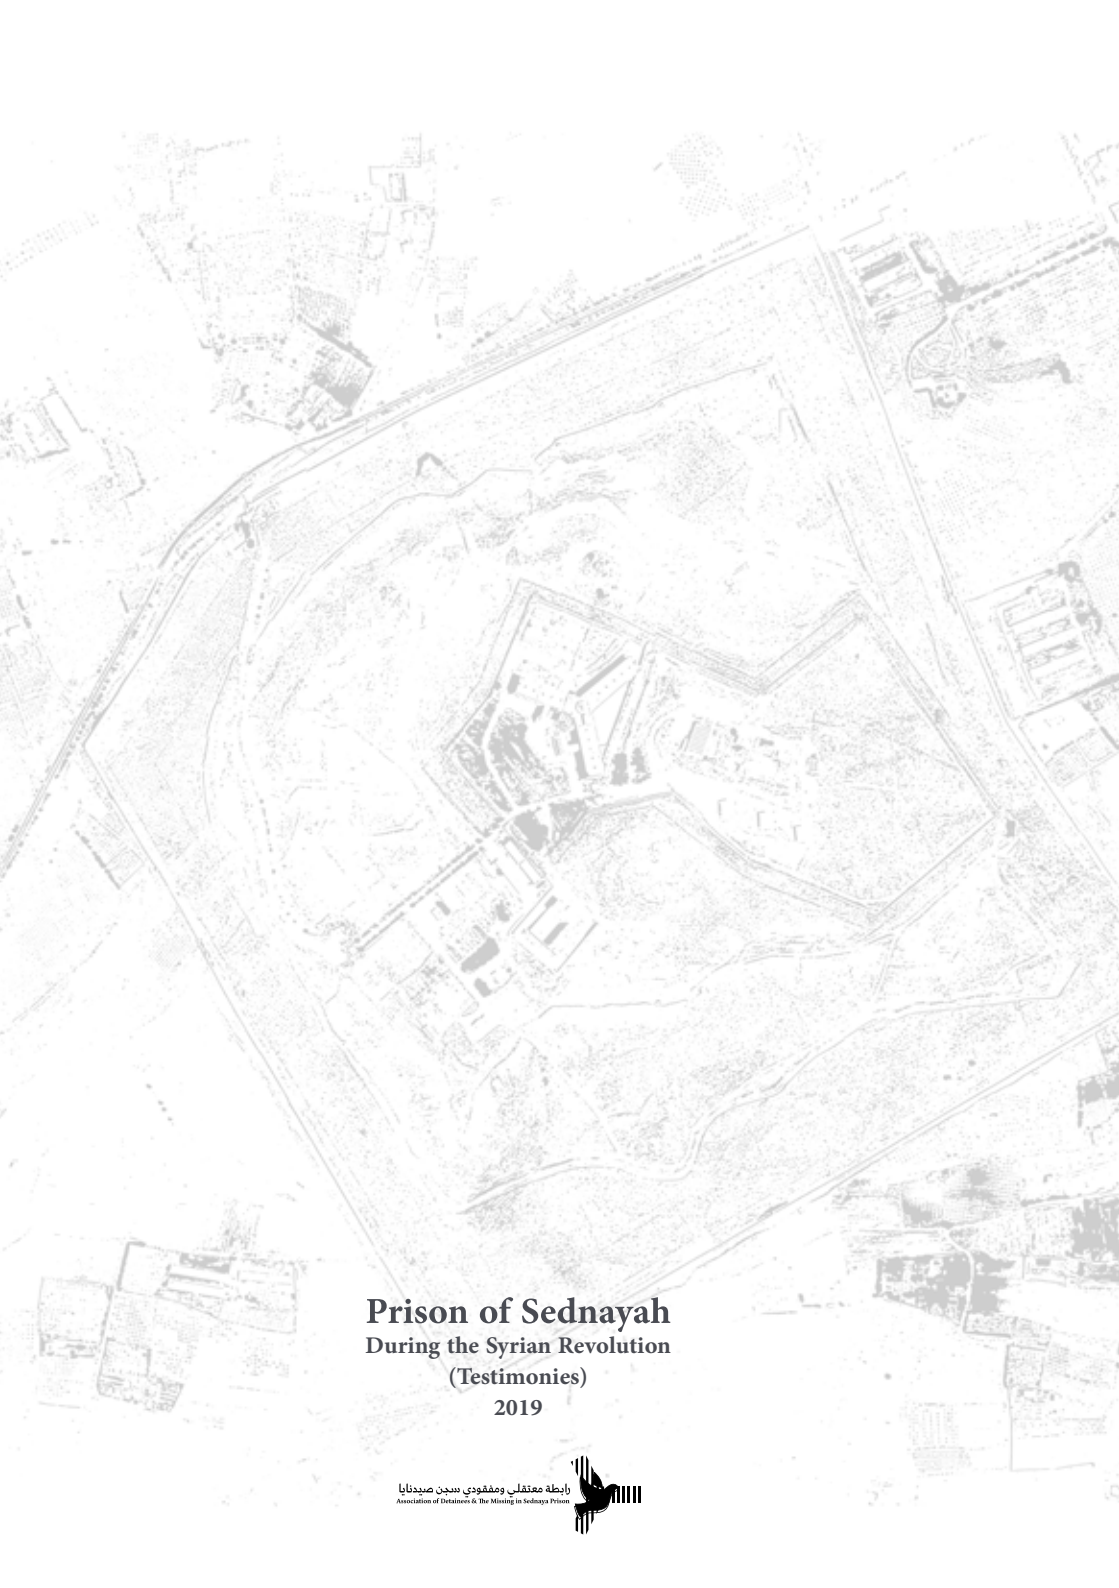 Prison of Sednayah
During the Syrian Revolution
(Testimonies)
2019
رابطة معتقلي ومفقودي سجن صيدنايا
Association of Detainees & The Missing in Sednaya Prison